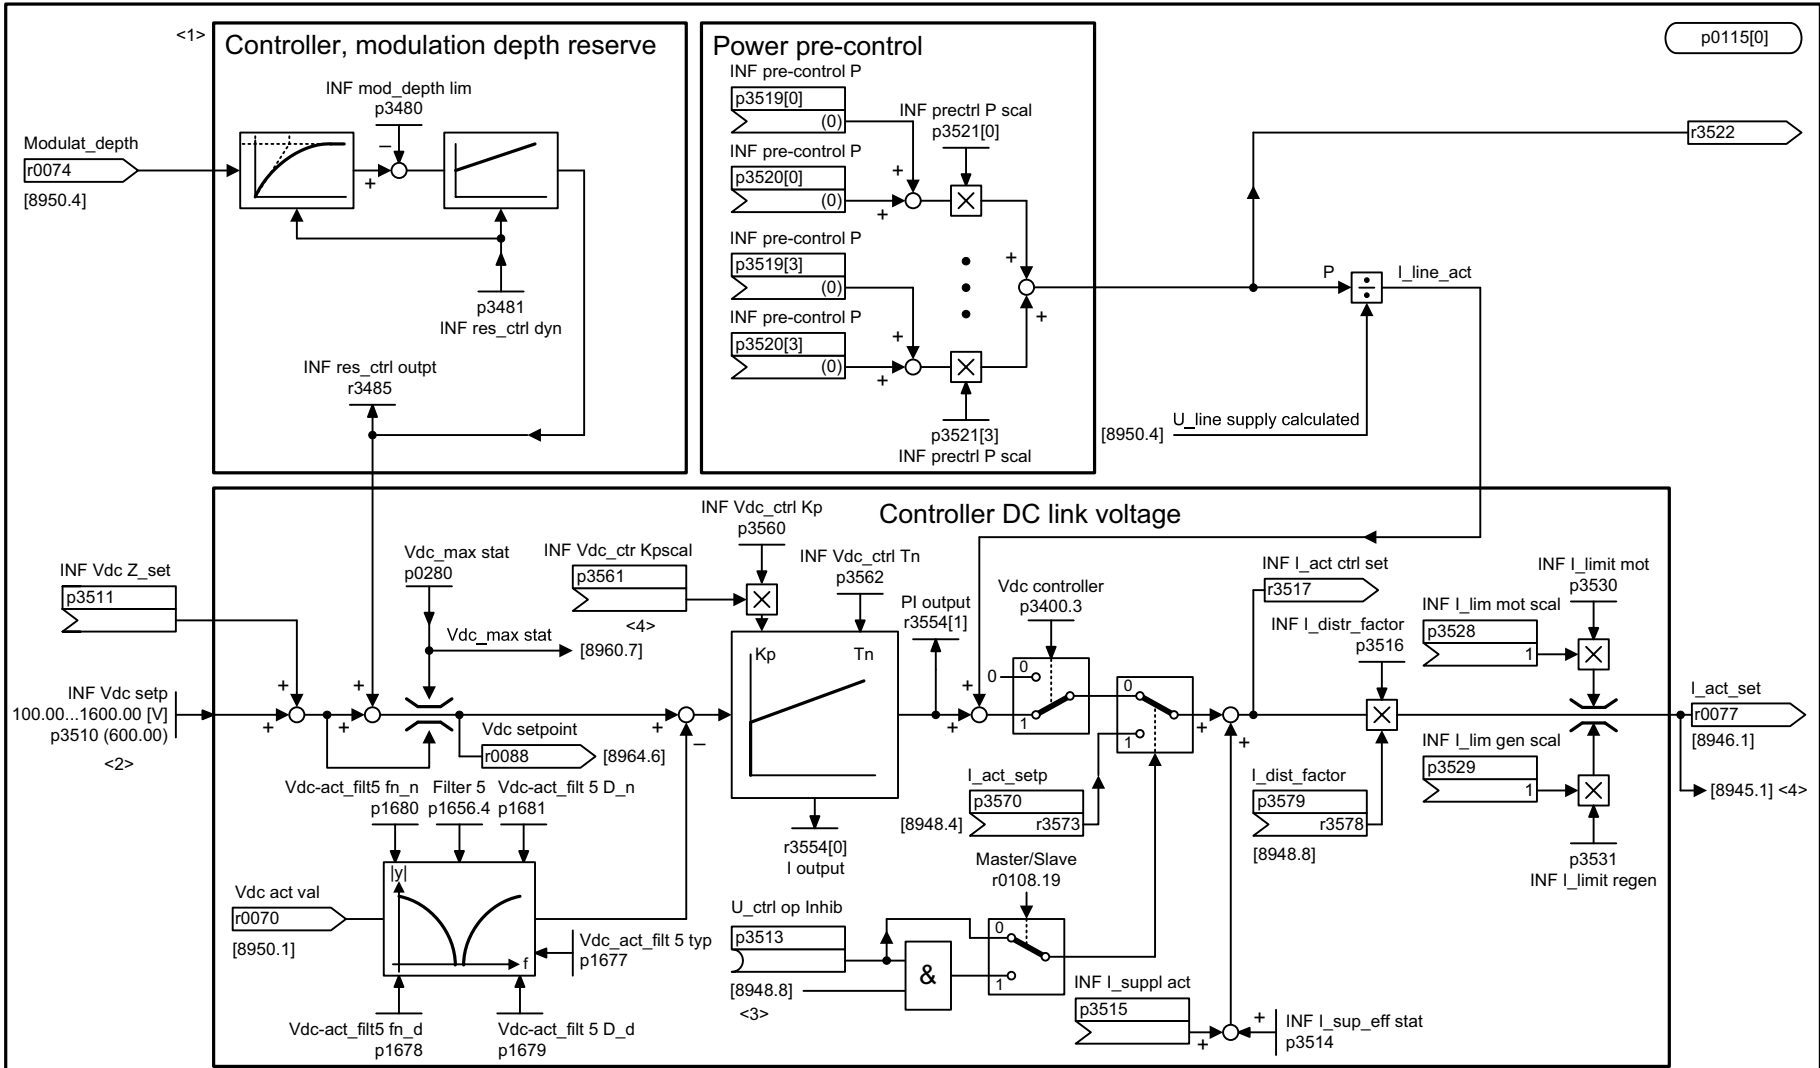 <1>
Controller, modulation depth reserve
INF mod_depth lim
p3480
Modulat_depth
r0074
[8950.4]
–
+
p3481
INF res_ctrl dyn
INF res_ctrl outpt
r3485
Power pre-control
INF pre-control P
p3519[0]
(0)
INF prectrl P scal
p3521[0]
INF pre-control P
p3520[0]
(0)
+
+
INF pre-control P
p3519[3]
(0)
INF pre-control P
p3520[3]
(0)
+
+
+
+
p3521[3]
INF prectrl P scal
p0115[0]
r3522
P
÷
I_line_act
[8950.4]
U_line supply calculated
Controller DC link voltage
INF Vdc Z_set
p3511
INF Vdc setp
100.00...1600.00 [V]
p3510 (600.00)
<2>
+
+
+
+
Vdc_max stat
p0280
Vdc_max stat
[8960.7]
Vdc setpoint
r0088
[8964.6]
INF Vdc_ctrl Kp
p3560
INF Vdc_ctr Kpscal
p3561
<4>
INF Vdc_ctrl Tn
p3562
Kp
Tn
+
–
PI output
r3554[1]
r3554[0]
I output
+
+
Vdc controller
p3400.3
0
0
1
0
1
I_act_setp
p3570
r3573
[8948.4]
+
+
INF I_act ctrl set
r3517
INF I_distr_factor
p3516
I_dist_factor
p3579
r3578
[8948.8]
INF I_limit mot
p3530
INF I_lim mot scal
p3528
1
INF I_lim gen scal
p3529
1
p3531
INF I_limit regen
I_act_set
r0077
[8946.1]
[8945.1] <4>
Vdc-act_filt5 fn_n
p1680
Filter 5
p1656.4
Vdc-act_filt 5 D_n
p1681
|y|
f
Vdc act val
r0070
[8950.1]
Vdc_act_filt 5 typ
p1677
Vdc-act_filt5 fn_d
p1678
Vdc-act_filt 5 D_d
p1679
U_ctrl op Inhib
p3513
[8948.8]
<3>
&
Master/Slave
r0108.19
0
1
INF I_suppl act
p3515
+
+
INF I_sup_eff stat
p3514